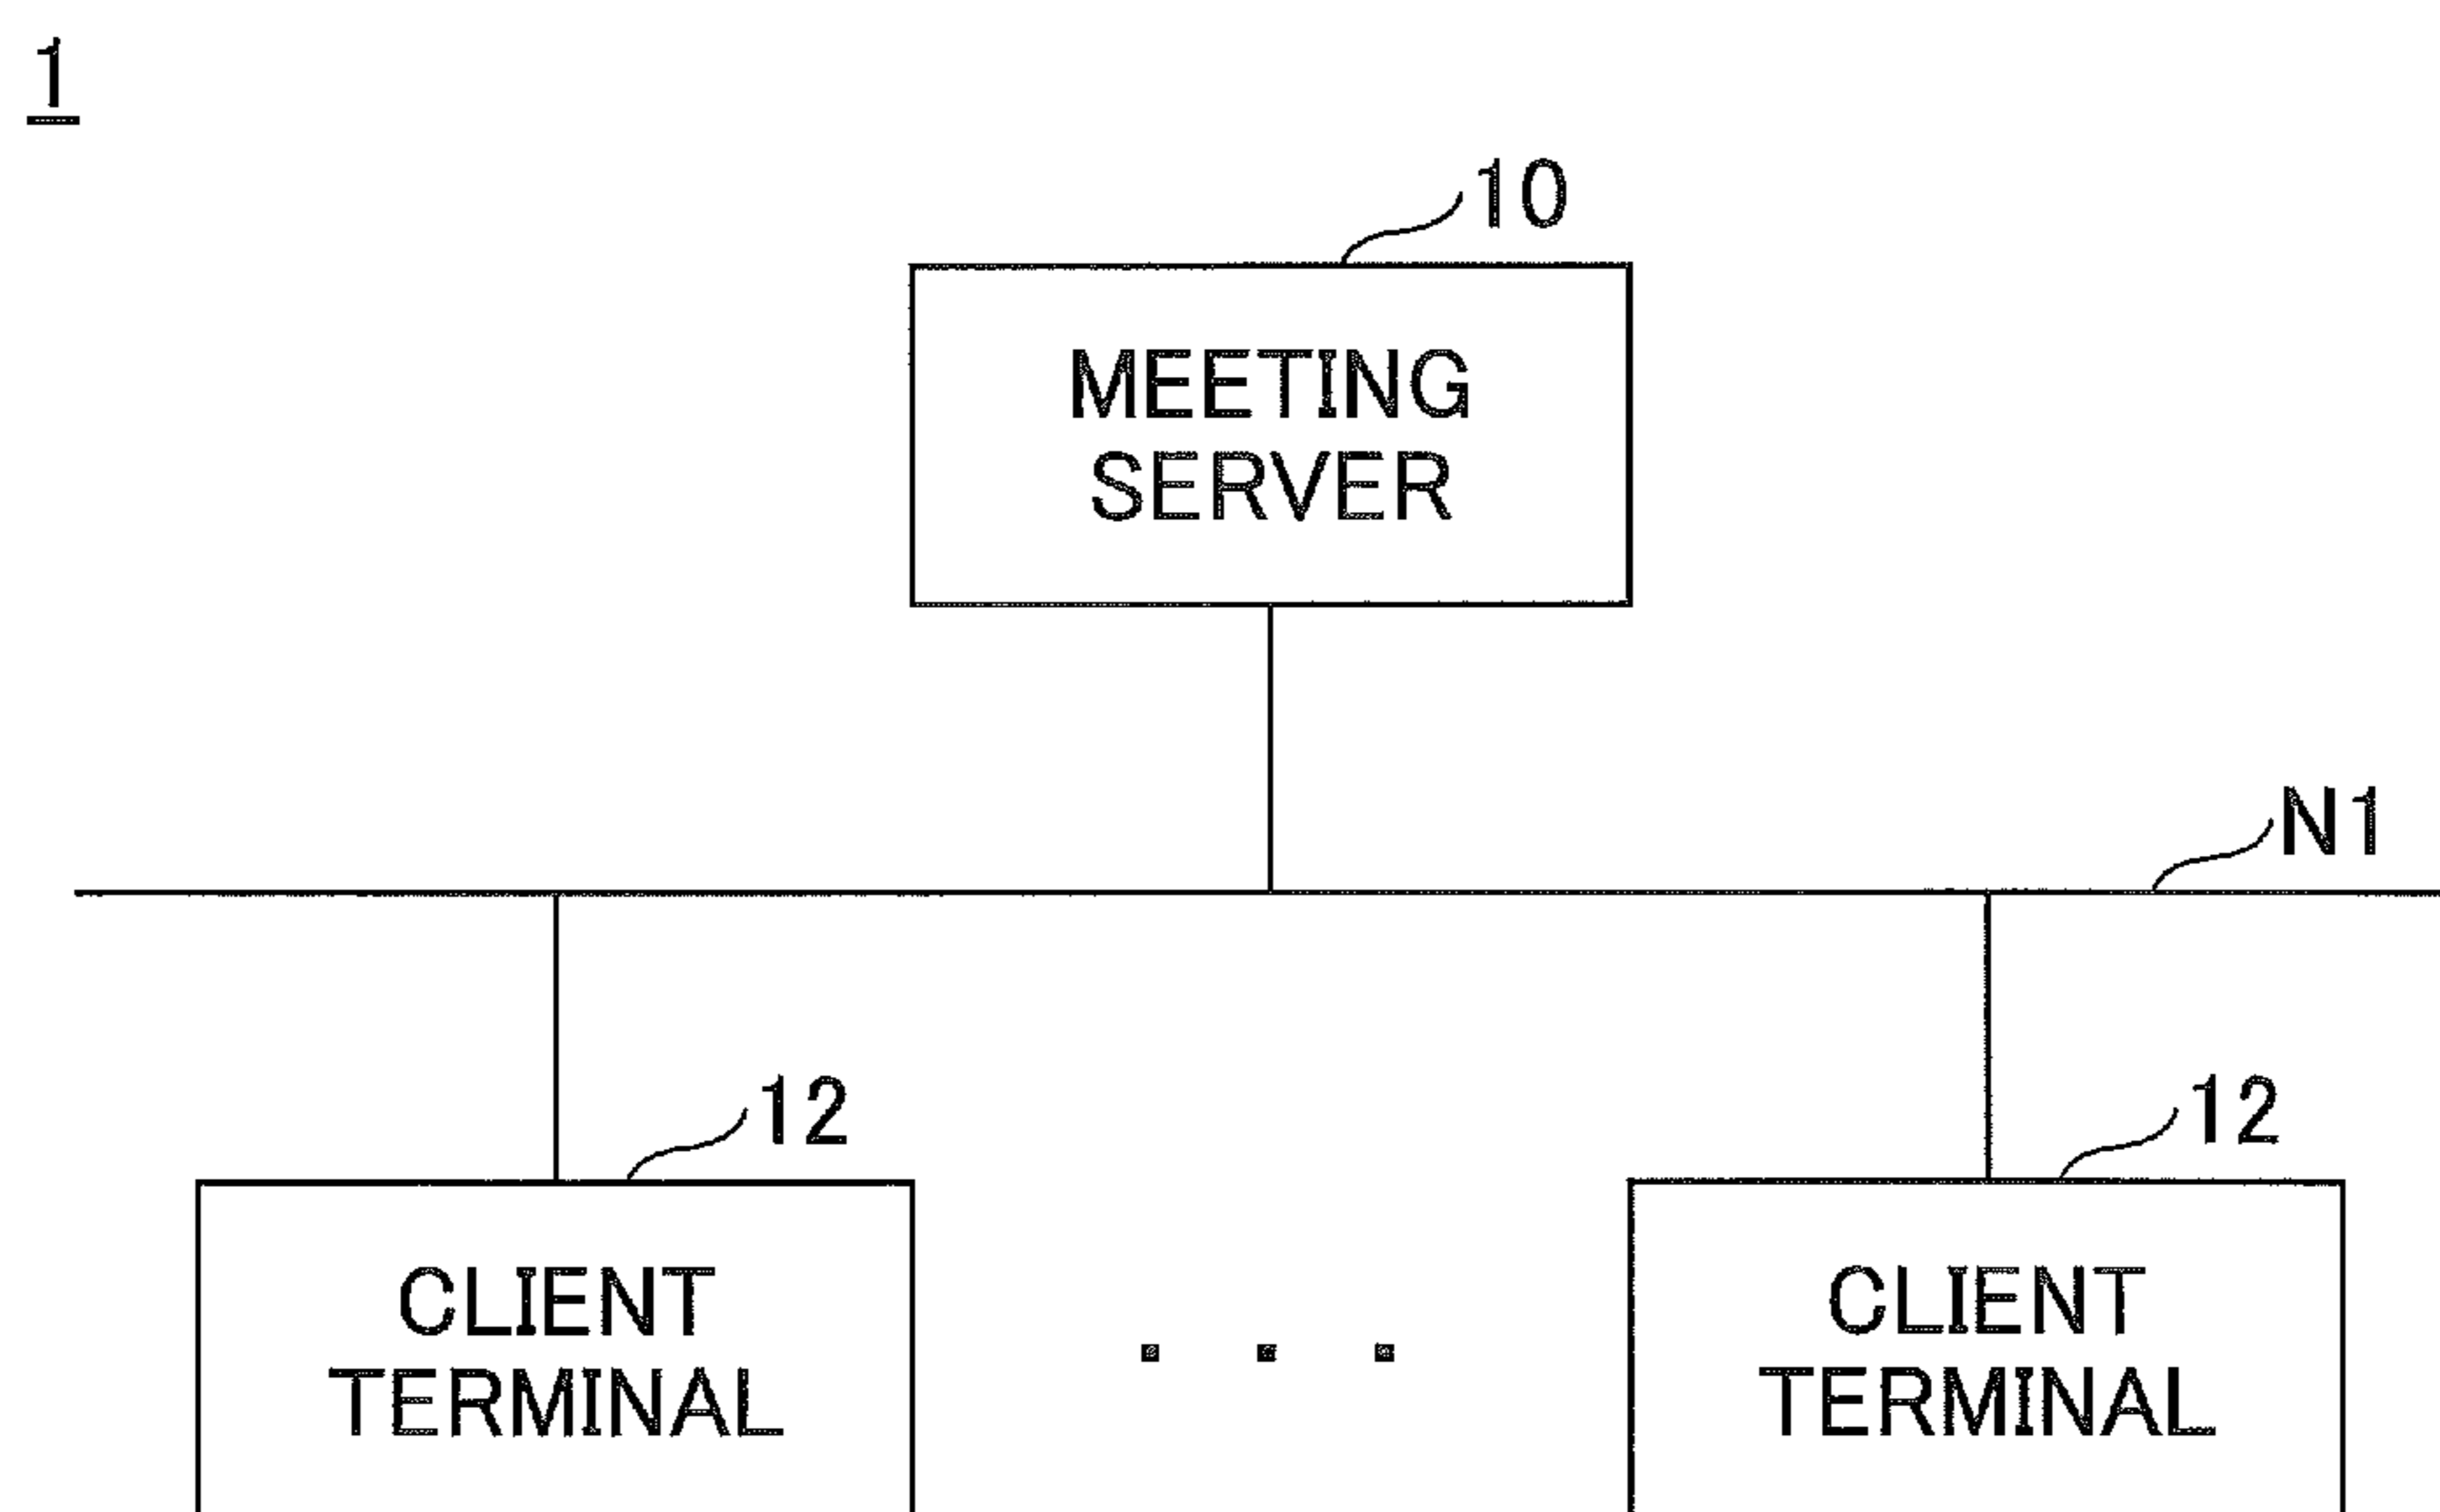 1
10
MEETING
SERVER
N1
12
12
CLIENT
TERMINAL
CLIENT
TERMINAL